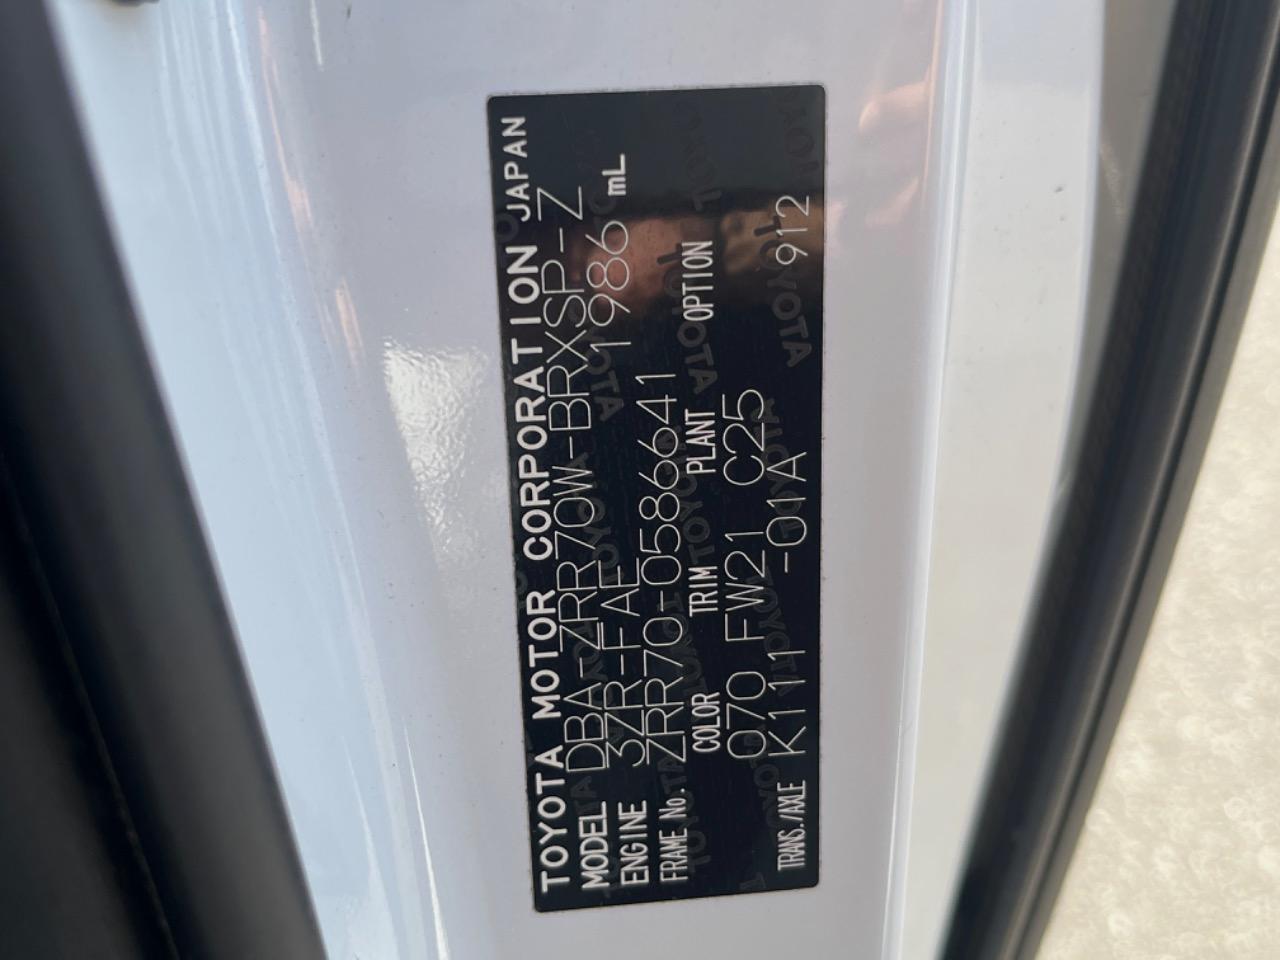 TOYOTA MOTOR CORPORATION JAPAN
MODEL DBA-ZRR70W-BRXSP-Z
ENGINE 3ZR-FAE 1986 mL
FRAME No. ZRR70-0586641
COLOR TRIM PLANT OPTION
070 FW21 C25
TRANS./AXLE K111 -01A 912